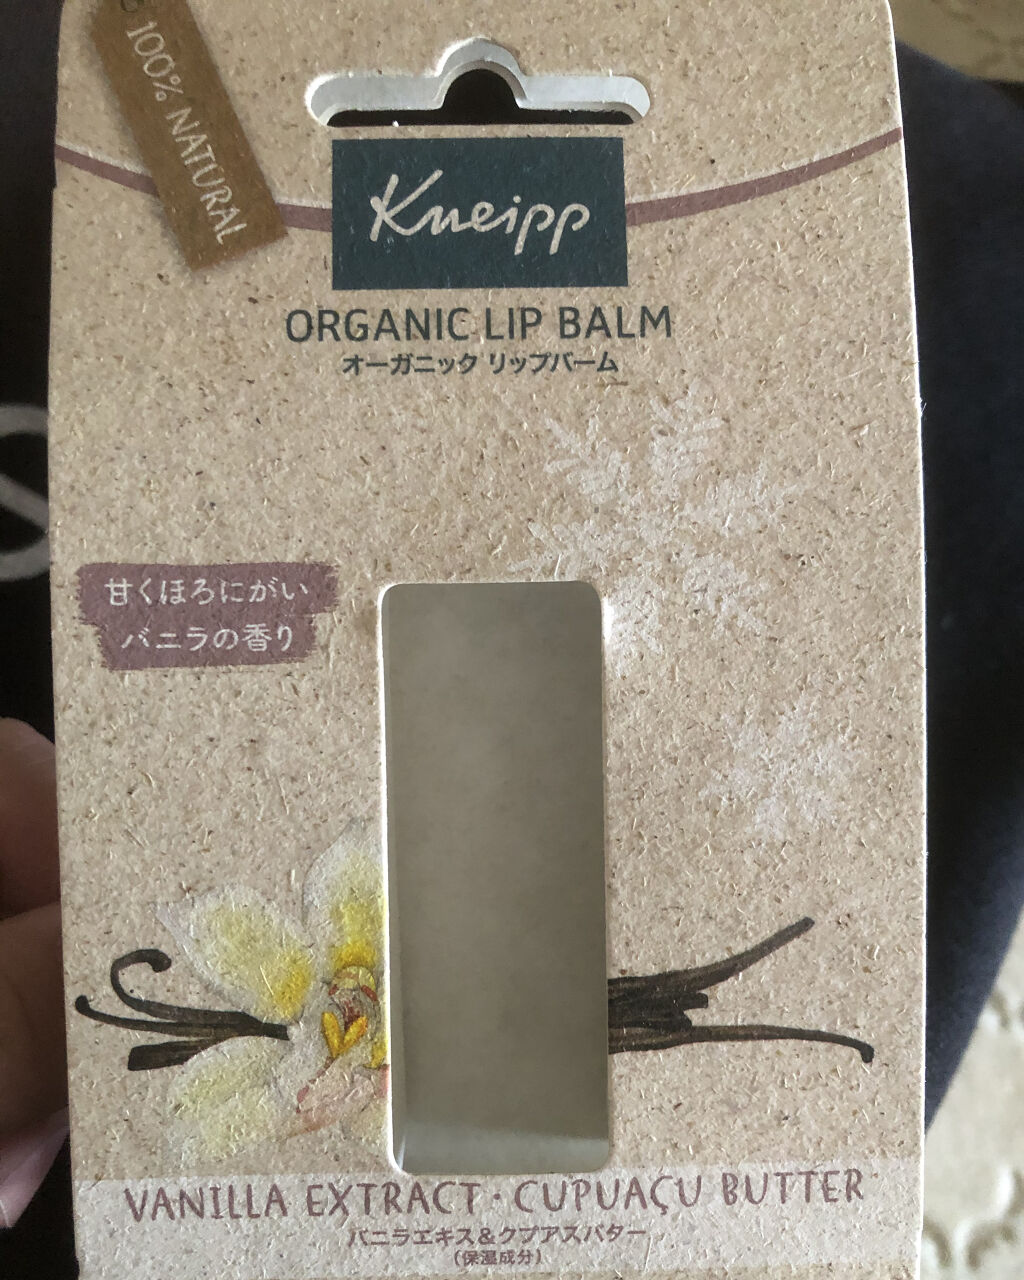 100% NATURAL
Kneipp
ORGANIC LIP BALM
オーガニック リップバーム
甘くほろにがい
バニラの香り
VANILLA EXTRACT・CUPUAÇU BUTTER
バニラエキス&クプアスバター
(保湿成分)